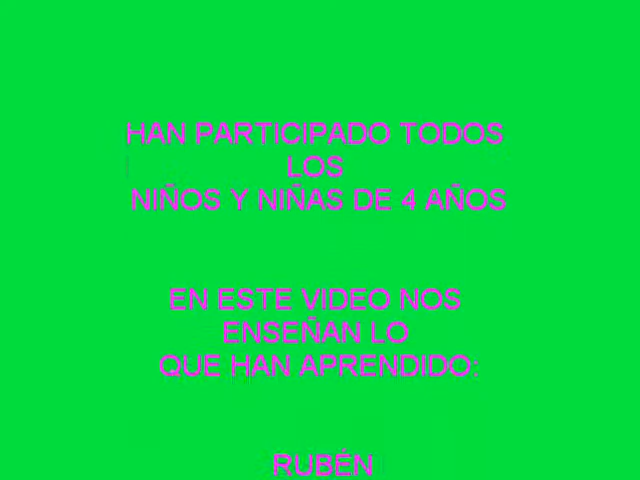 HAN PARTICIPADO TODOS
LOS
NIÑOS Y NIÑAS DE 4 AÑOS
EN ESTE VIDEO NOS
ENSEÑAN LO
QUE HAN APRENDIDO:
RUBÉN